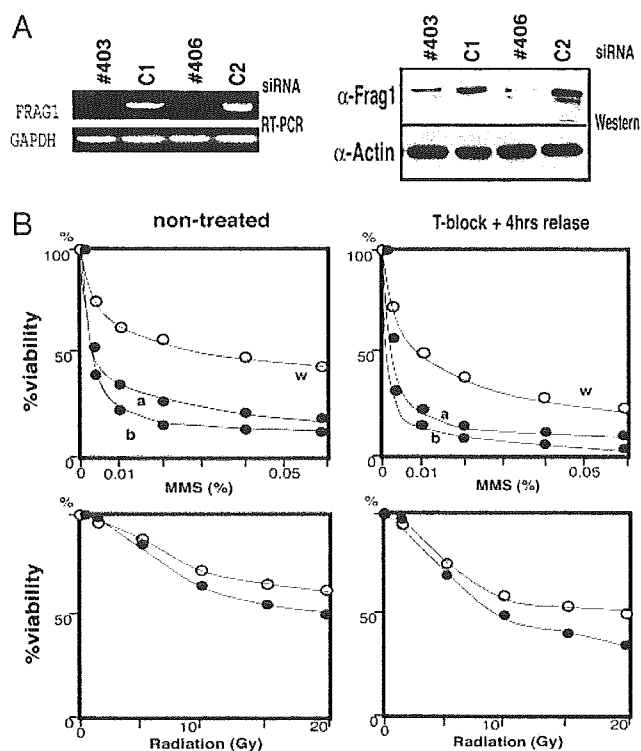 A
#403 C1 #406 C2 siRNA
FRAG1
RT-PCR
GAPDH
#403 C1 #406 C2 siRNA
α-Frag1
Western
α-Actin
B
non-treated
T-block + 4hrs relase
%
100
50
0
%viability
w
a
b
0 0.01 0.05
MMS (%)
%
100
50
0
w
a
b
0 0.01 0.05
MMS (%)
%
50
0
%viability
0 10 20
Radiation (Gy)
%
50
0
0 10 20
Radiation (Gy)